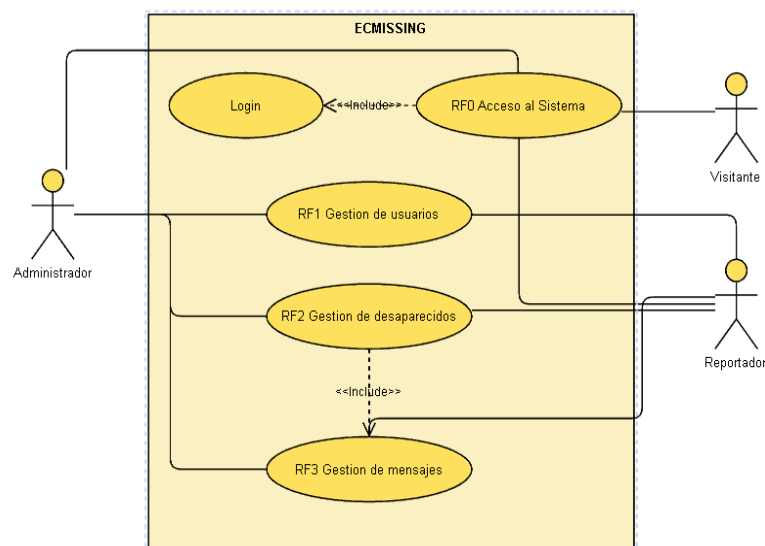 ECMISSING
Login
<<Include>>
RF0 Acceso al Sistema
Visitante
RF1 Gestion de usuarios
Administrador
RF2 Gestion de desaparecidos
Reportador
<<Include>>
RF3 Gestion de mensajes